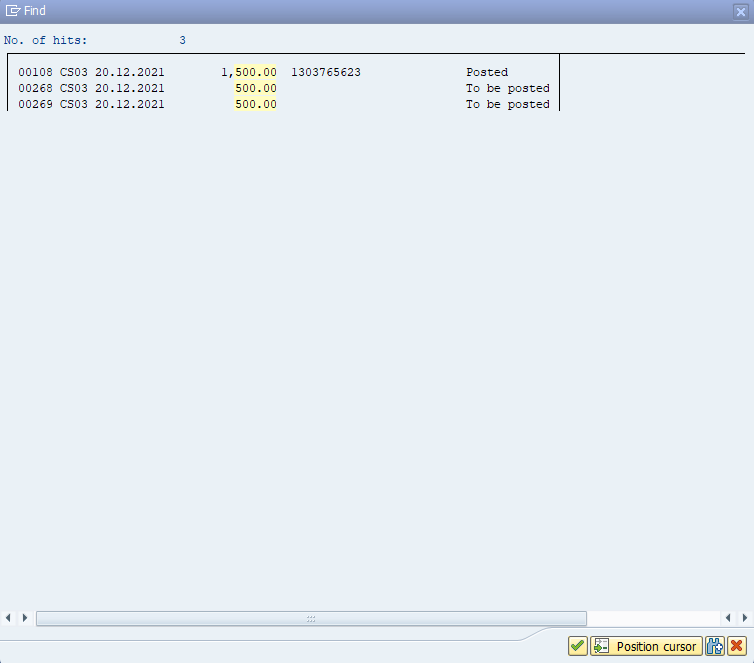 Find
No. of hits: 3
00108 CS03 20.12.2021 1,500.00 1303765623 Posted
00268 CS03 20.12.2021 500.00 To be posted
00269 CS03 20.12.2021 500.00 To be posted
Position cursor